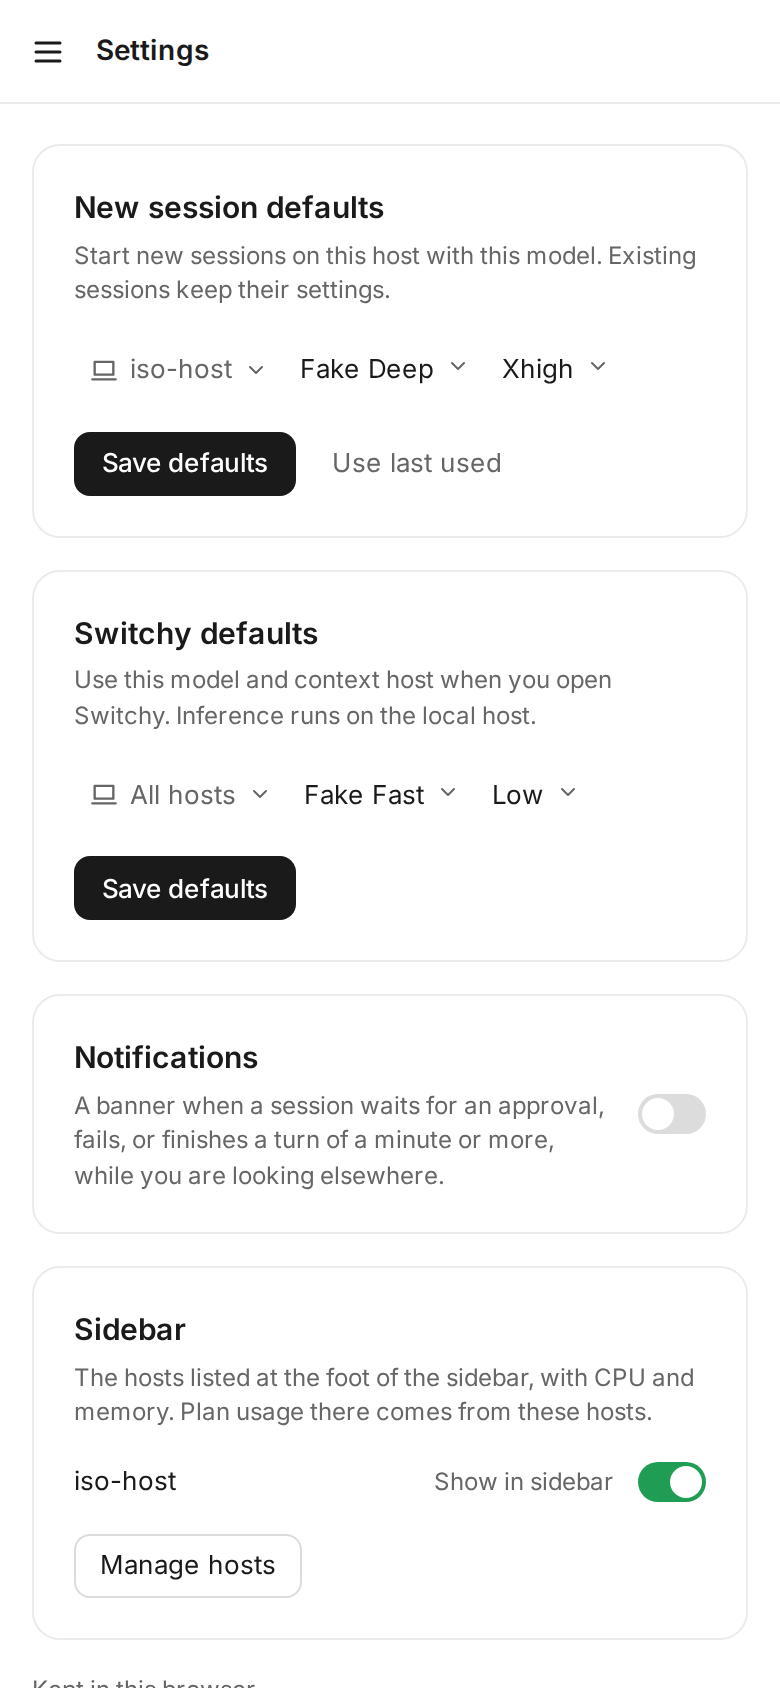 Settings
New session defaults
Start new sessions on this host with this model. Existing
sessions keep their settings.
iso-host Fake Deep Xhigh
Save defaults Use last used
Switchy defaults
Use this model and context host when you open
Switchy. Inference runs on the local host.
All hosts Fake Fast Low
Save defaults
Notifications
A banner when a session waits for an approval,
fails, or finishes a turn of a minute or more,
while you are looking elsewhere.
Sidebar
The hosts listed at the foot of the sidebar, with CPU and
memory. Plan usage there comes from these hosts.
iso-host Show in sidebar
Manage hosts
Kept in this browser